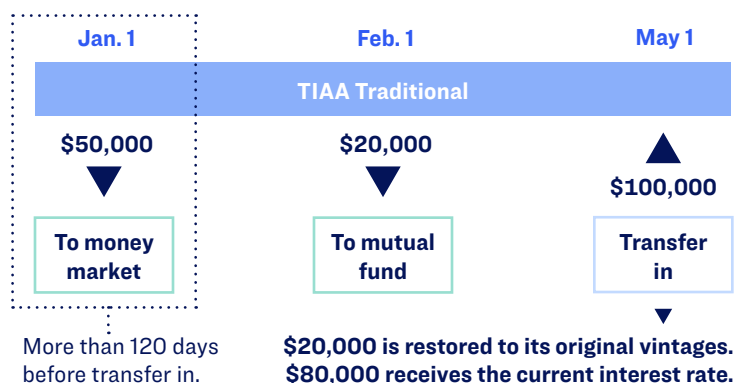 Jan. 1
Feb. 1
May 1
TIAA Traditional
$50,000
$20,000
$100,000
To money
market
To mutual
fund
Transfer
in
More than 120 days
before transfer in.
$20,000 is restored to its original vintages.
$80,000 receives the current interest rate.